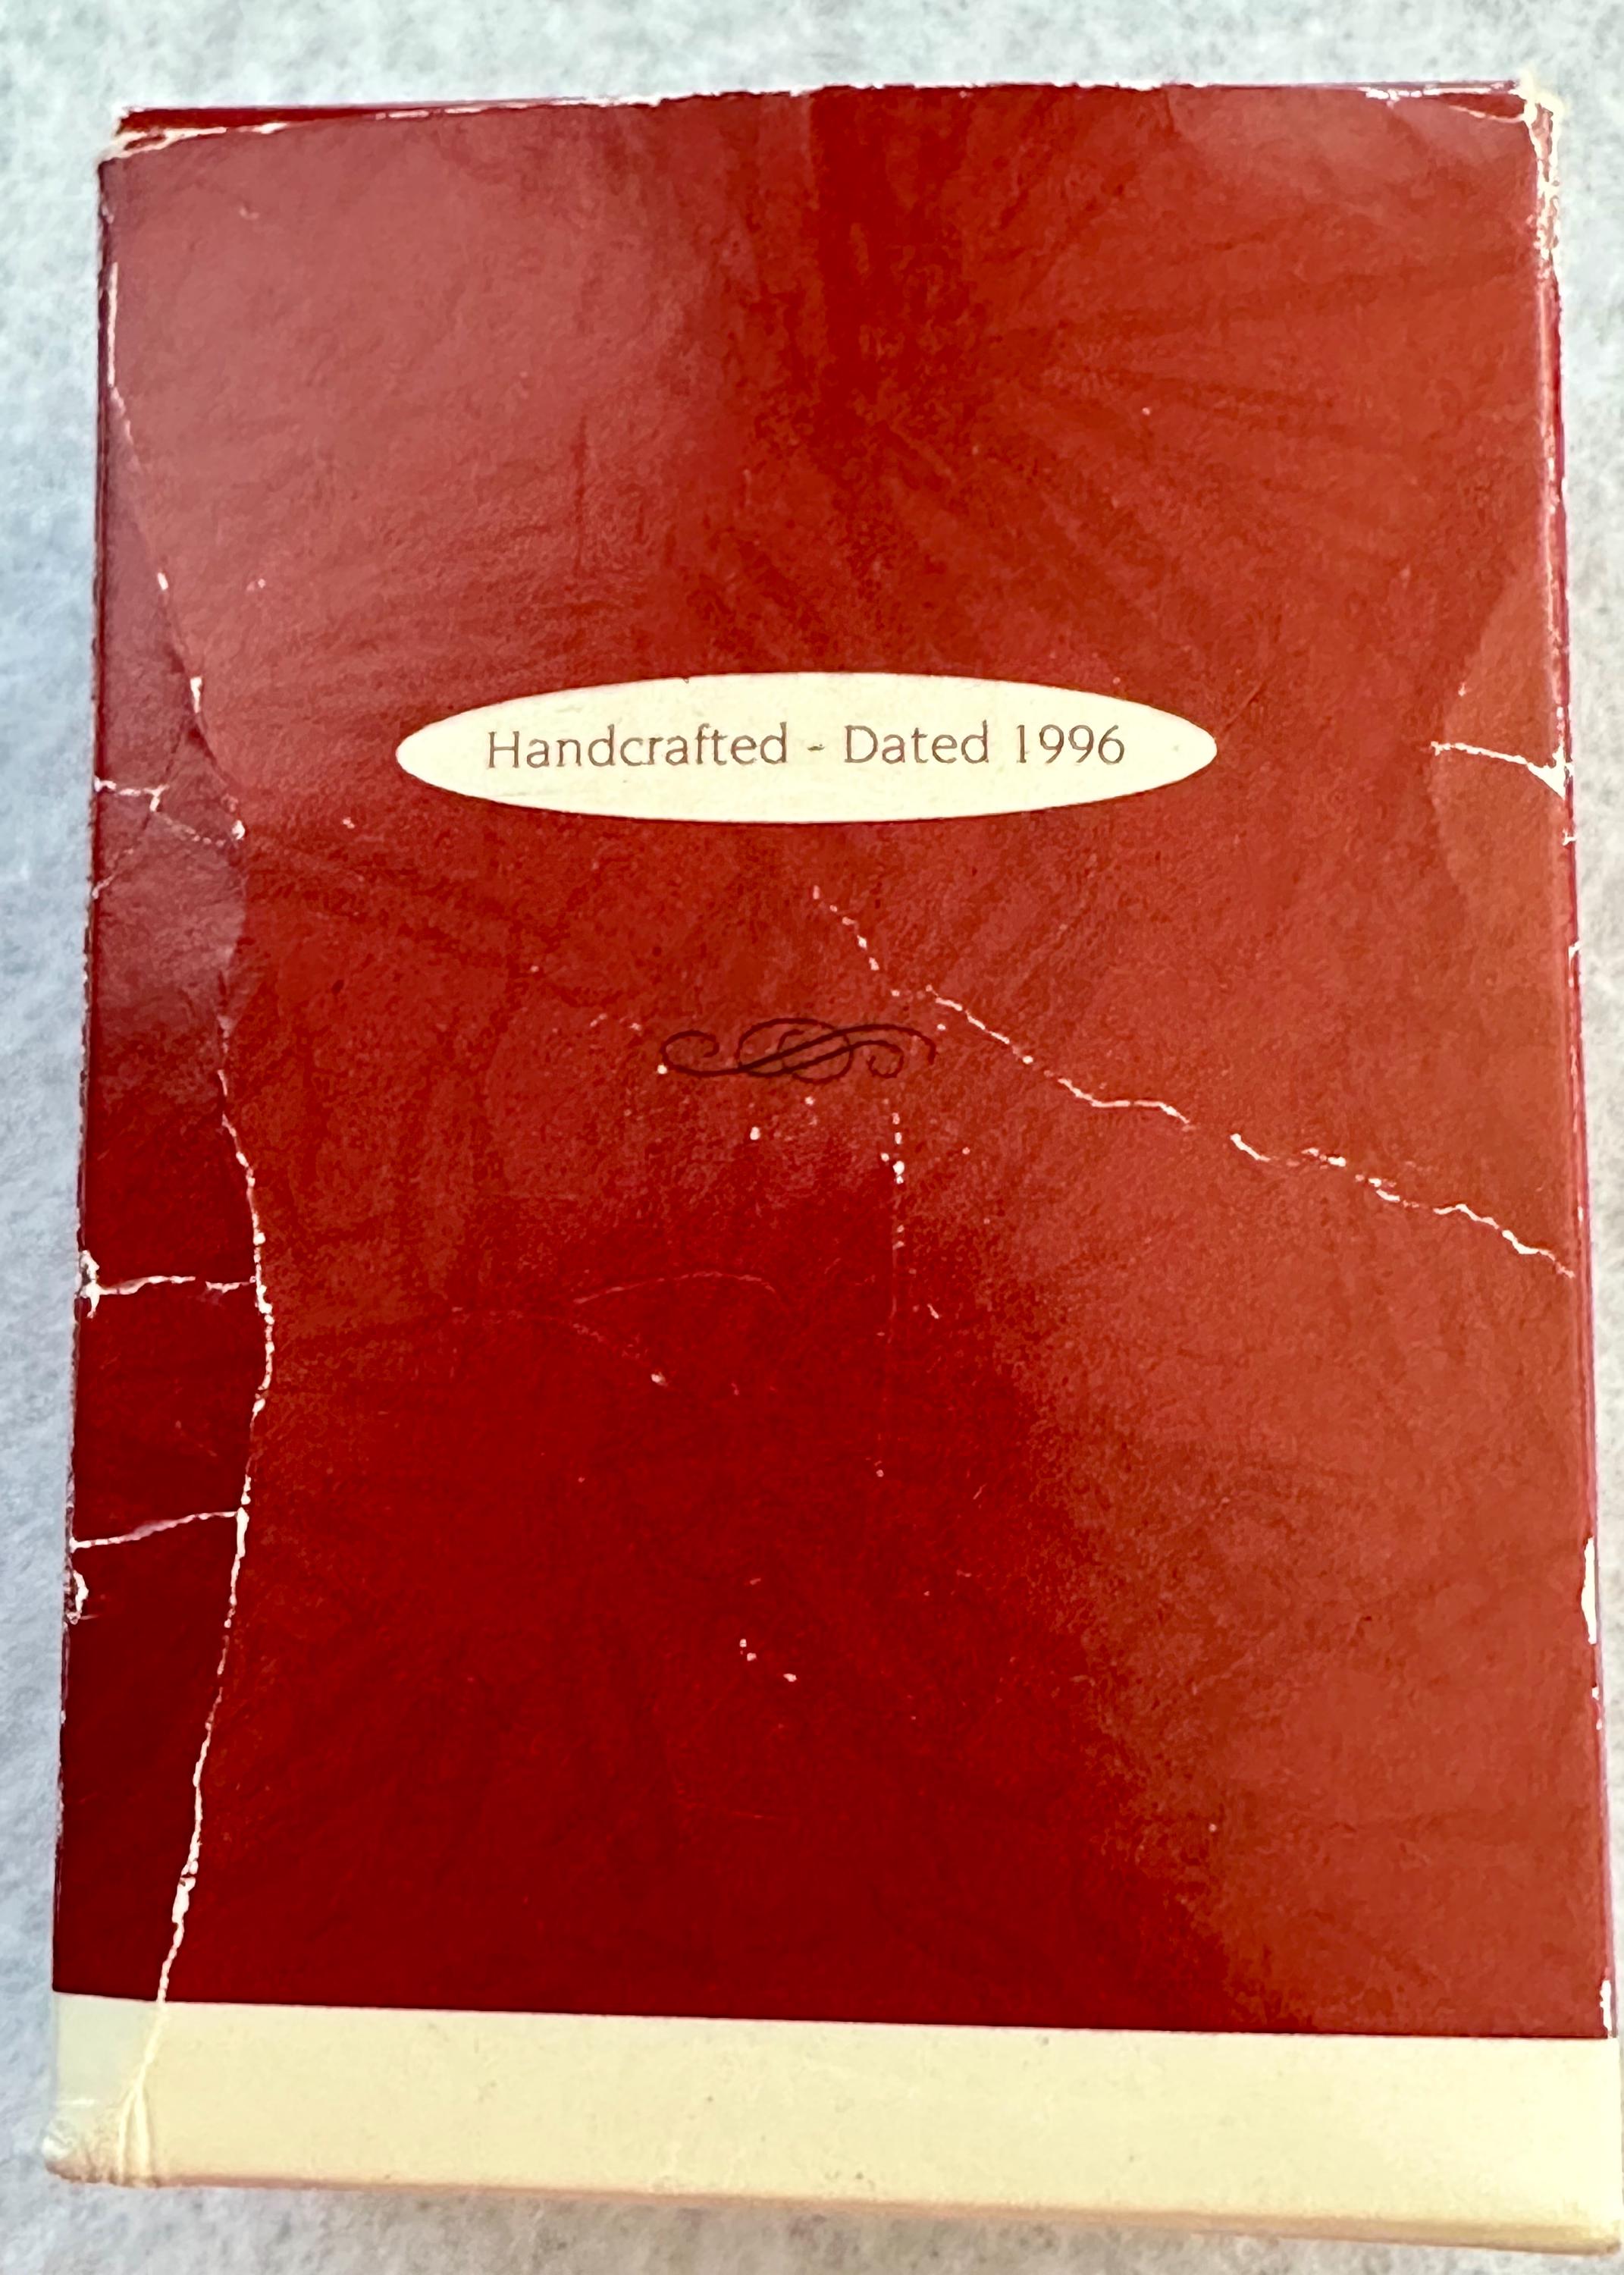 Handcrafted - Dated 1996